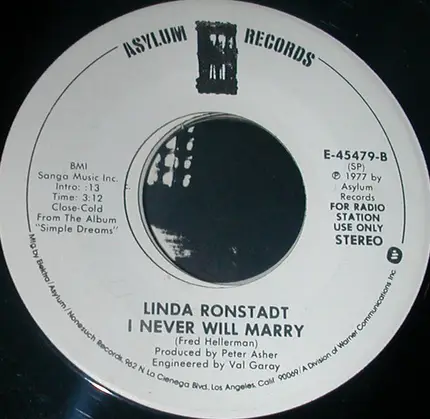 ASYLUM RECORDS
BMI
Sanga Music Inc.
Intro: :13
Time: 3:12
Close-Cold
From The Album
"Simple Dreams"
E-45479-B
(SP)
℗ 1977 by
Asylum
Records
FOR RADIO
STATION
USE ONLY
STEREO
LINDA RONSTADT
I NEVER WILL MARRY
(Fred Hellerman)
Produced by Peter Asher
Engineered by Val Garay
Mfg by Elektra/Asylum/Nonesuch Records, 962 N La Cienega Blvd, Los Angeles, Calif 90069/A Division of Warner Communications Inc